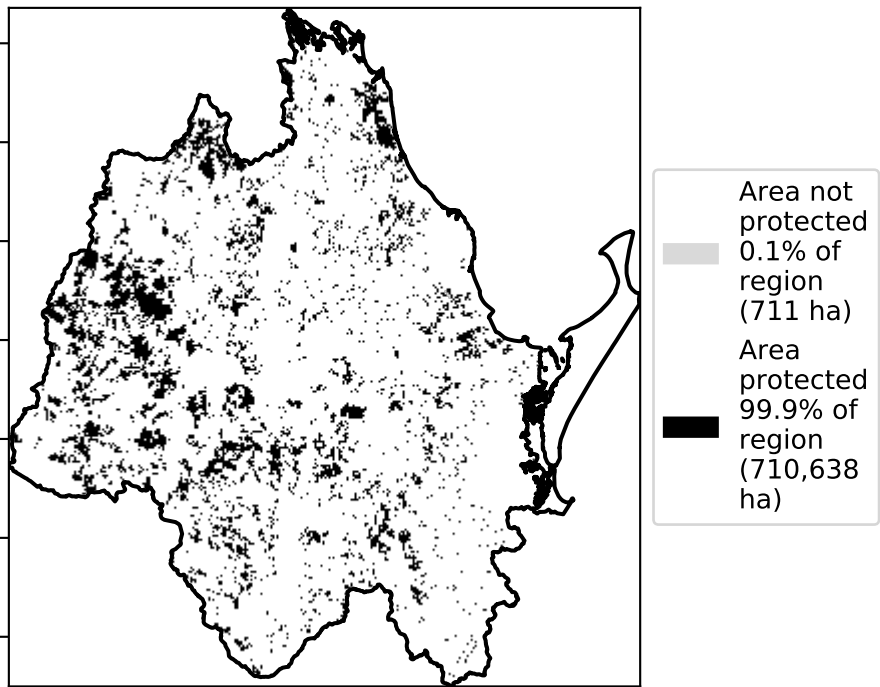 Area not
protected
0.1% of
region
(711 ha)
Area
protected
99.9% of
region
(710,638
ha)